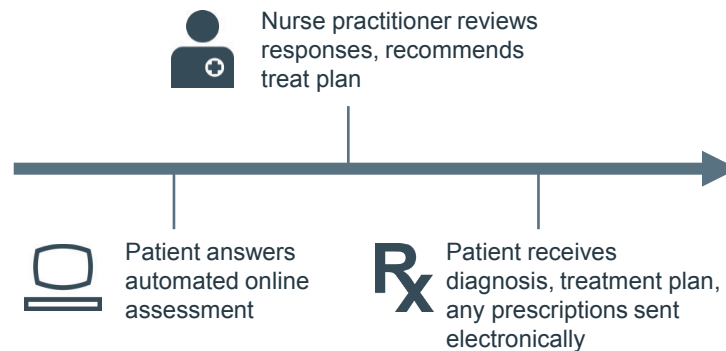 Nurse practitioner reviews
responses, recommends
treat plan
Patient answers
automated online
assessment
Rx
Patient receives
diagnosis, treatment plan,
any prescriptions sent
electronically